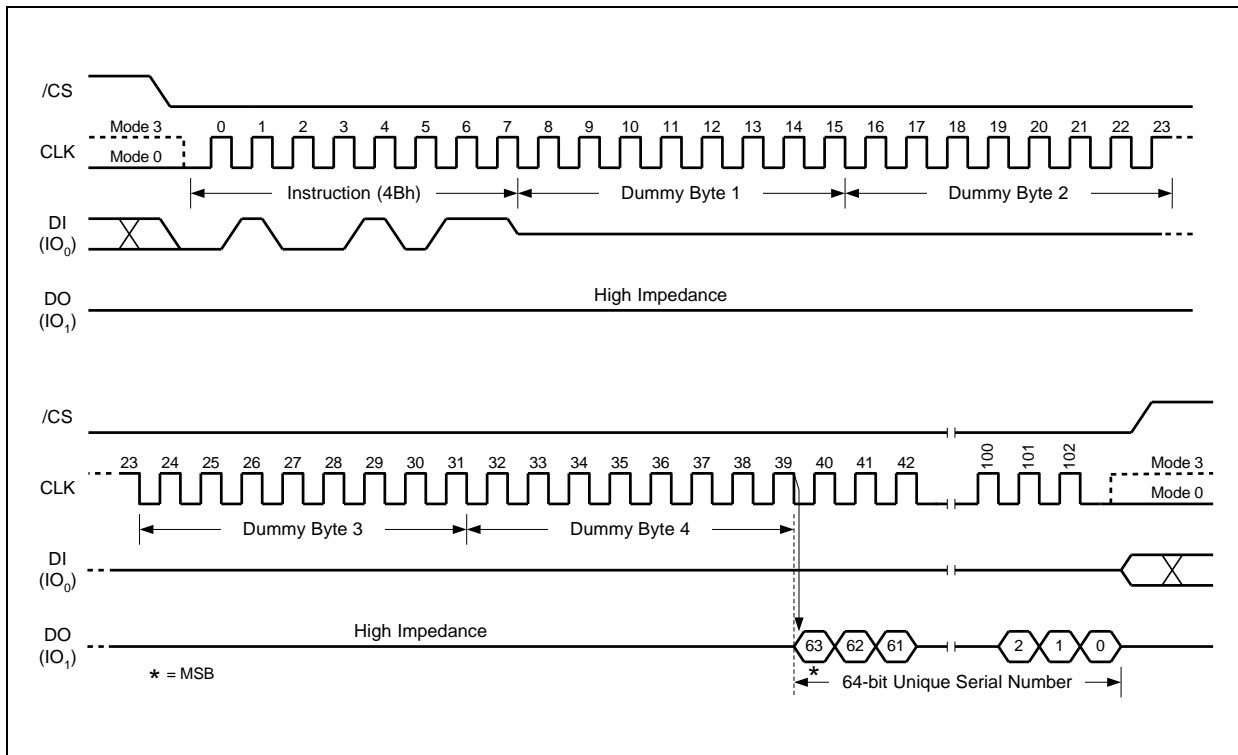 /CS
Mode 3
0 1 2 3 4 5 6 7 8 9 10 11 12 13 14 15 16 17 18 19 20 21 22 23
CLK
Mode 0
Instruction (4Bh)
Dummy Byte 1
Dummy Byte 2
DI
(IO0)
High Impedance
DO
(IO1)
/CS
23 24 25 26 27 28 29 30 31 32 33 34 35 36 37 38 39 40 41 42 100 101 102
Mode 3
CLK
Mode 0
Dummy Byte 3
Dummy Byte 4
DI
(IO0)
High Impedance
DO
(IO1)
63 62 61 2 1 0
* = MSB
*
64-bit Unique Serial Number